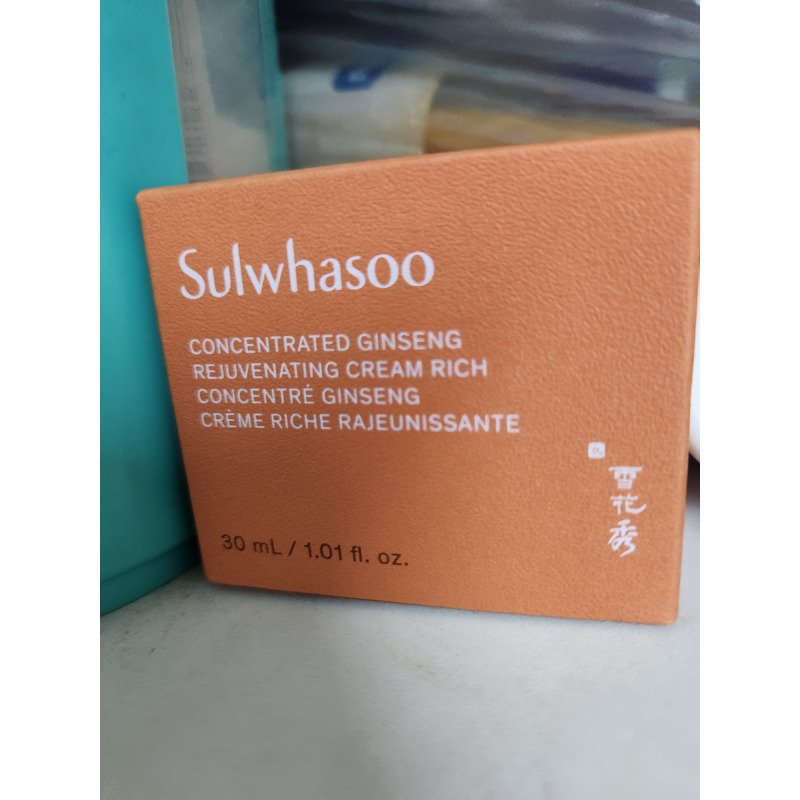 Sulwhasoo
CONCENTRATED GINSENG
REJUVENATING CREAM RICH
CONCENTRÉ GINSENG
CRÈME RICHE RAJEUNISSANTE
雪花秀
30 mL / 1.01 fl. oz.